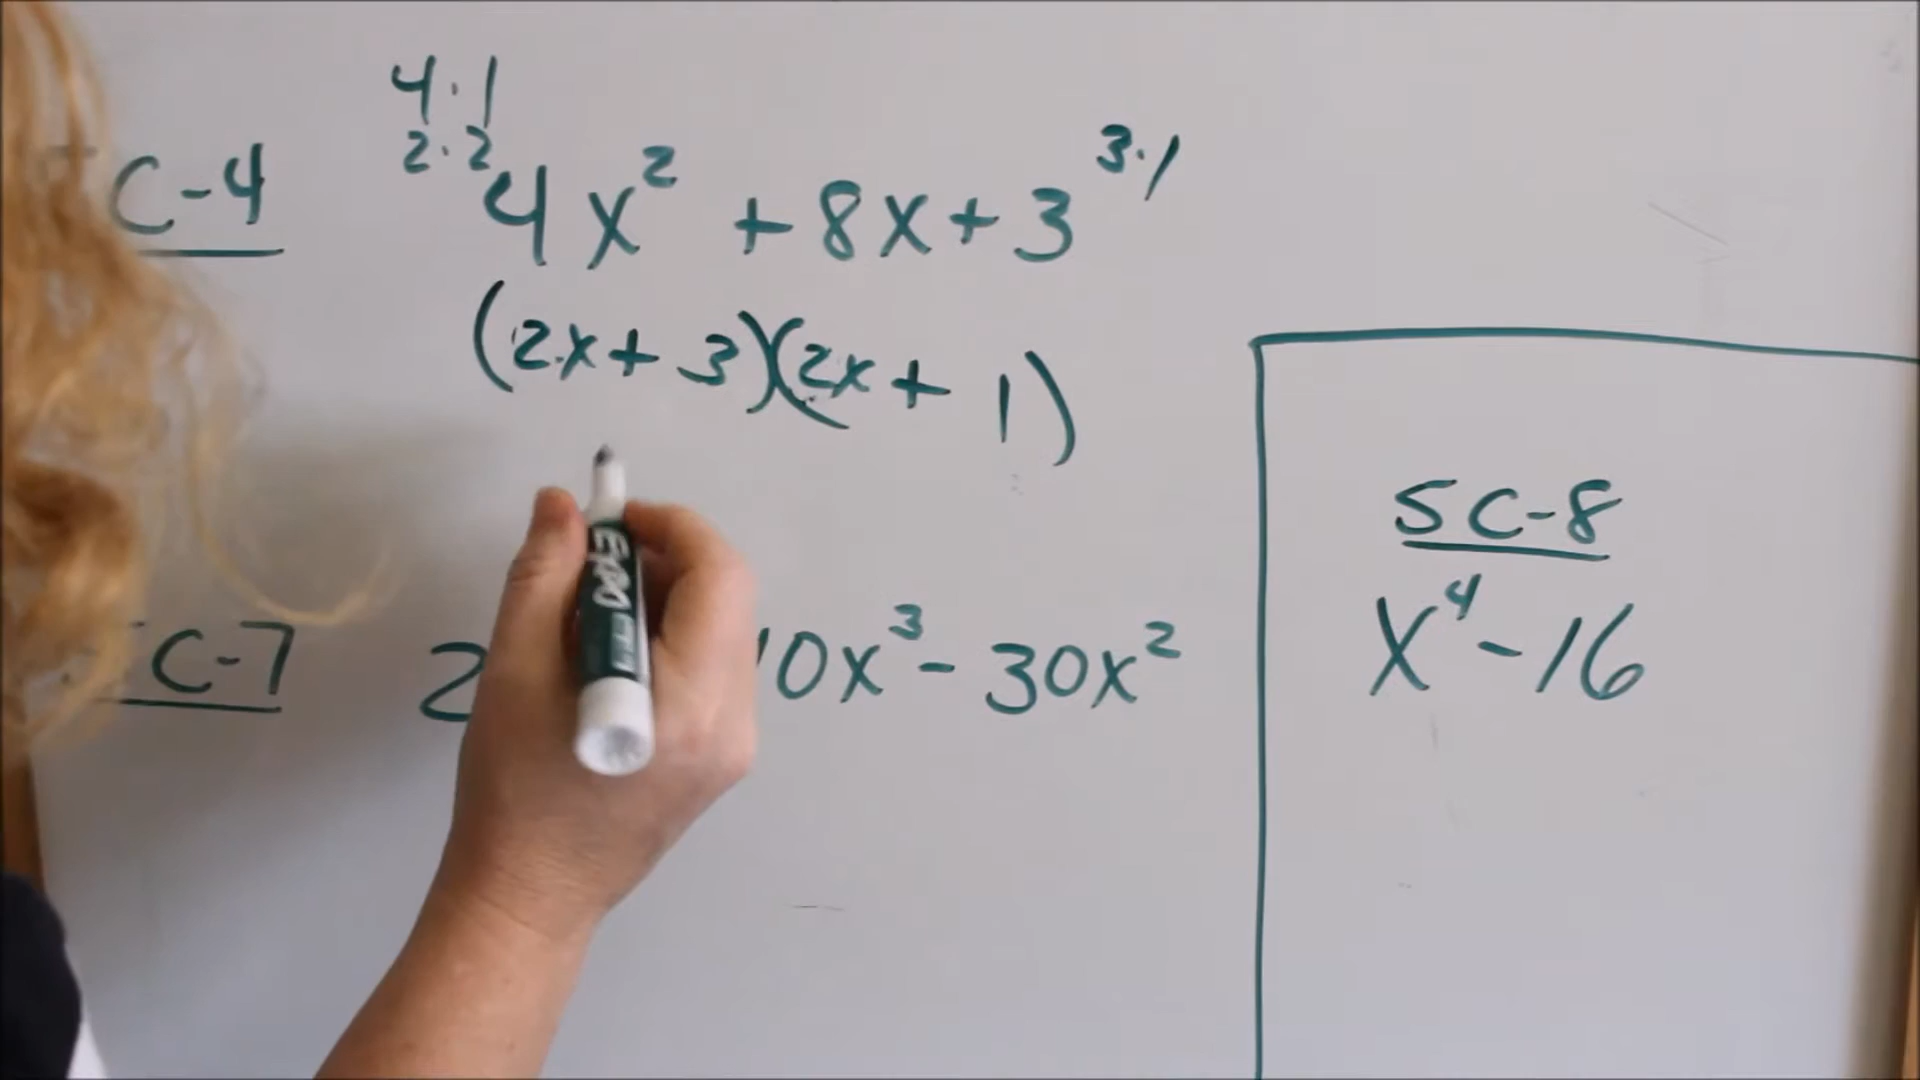 4·1
2·2
C-4 4x² + 8x + 3 3·1
(2x + 3)(2x + 1)
5C-8
x⁴ - 16
C-7 2 10x³ - 30x²
EXPO